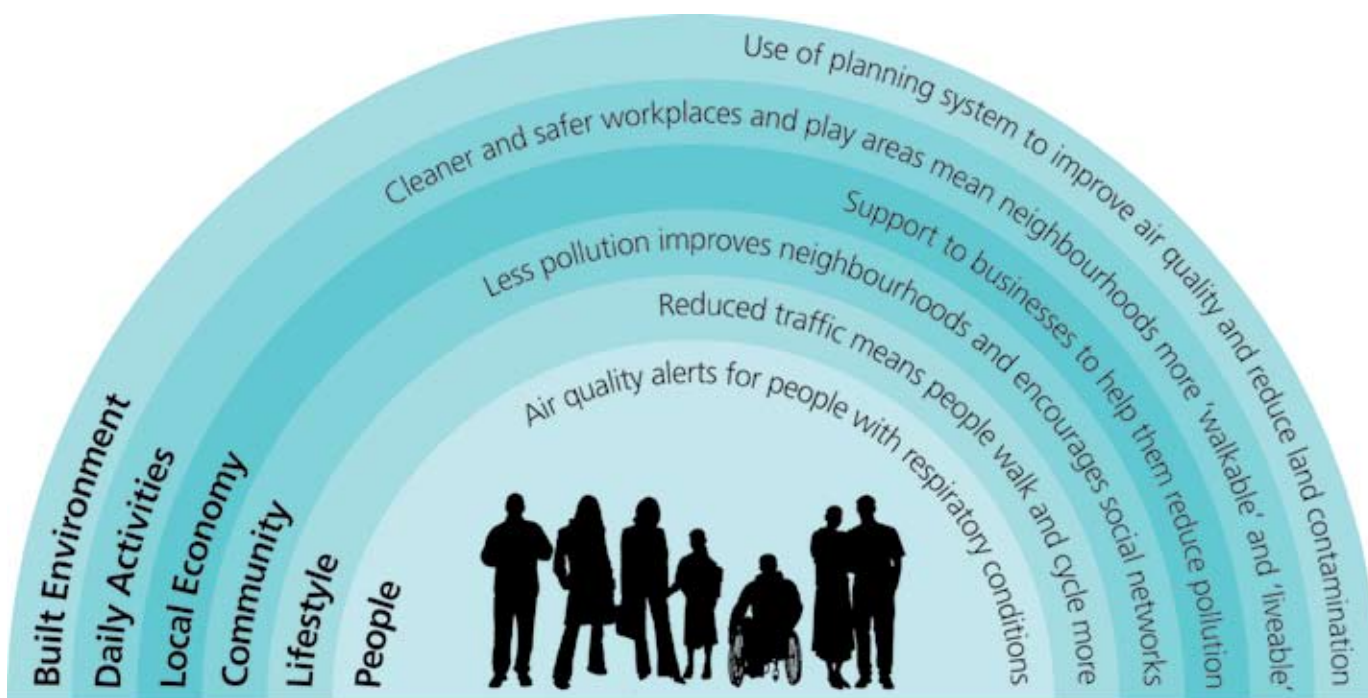 Built Environment
Use of planning system to improve air quality and reduce land contamination
Daily Activities
Cleaner and safer workplaces and play areas mean neighbourhoods more 'walkable' and 'liveable'
Local Economy
Support to businesses to help them reduce pollution
Community
Less pollution improves neighbourhoods and encourages social networks
Lifestyle
Reduced traffic means people walk and cycle more
People
Air quality alerts for people with respiratory conditions